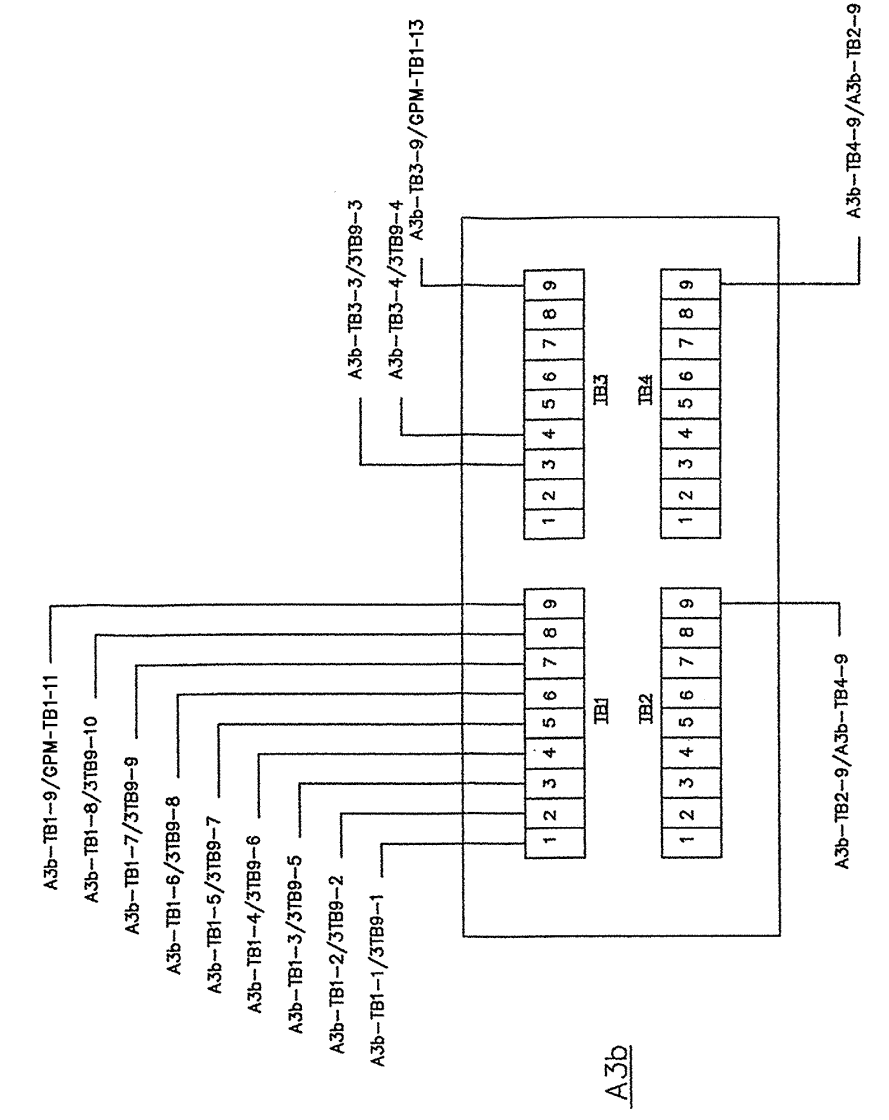 A3b-TB1-9/GPM-TB1-11
A3b-TB1-8/3TB9-10
A3b-TB1-7/3TB9-9
A3b-TB1-6/3TB9-8
A3b-TB1-5/3TB9-7
A3b-TB1-4/3TB9-6
A3b-TB1-3/3TB9-5
A3b-TB1-2/3TB9-2
A3b-TB1-1/3TB9-1
A3b-TB3-3/3TB9-3
A3b-TB3-4/3TB9-4
A3b-TB3-9/GPM-TB1-13
1 2 3 4 5 6 7 8 9
TB1
1 2 3 4 5 6 7 8 9
TB3
TB2
1 2 3 4 5 6 7 8 9
TB4
1 2 3 4 5 6 7 8 9
A3b-TB2-9/A3b-TB4-9
A3b-TB4-9/A3b-TB2-9
A3b